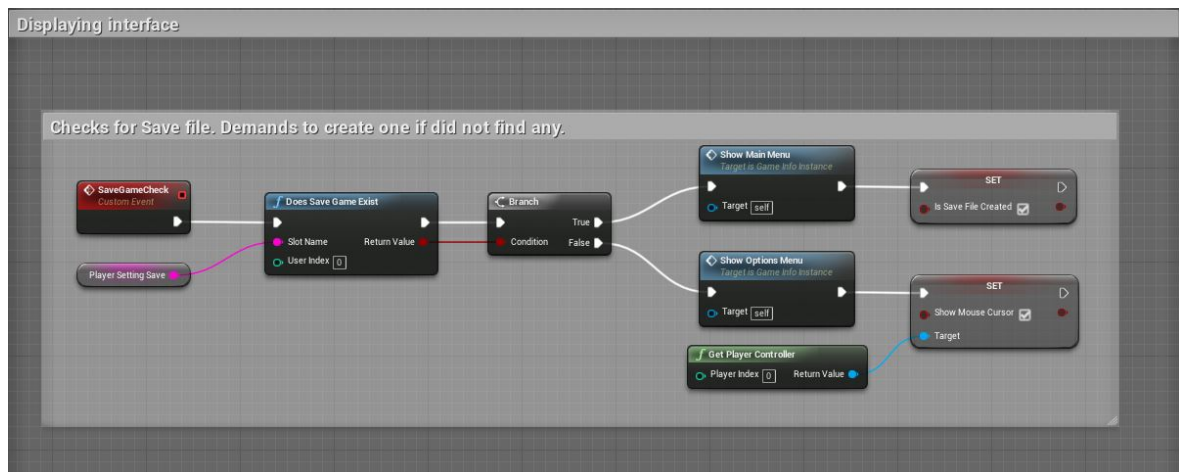 Displaying interface
Checks for Save file. Demands to create one if did not find any.
SaveGameCheck
Custom Event
Player Setting Save
Does Save Game Exist
Slot Name
Return Value
User Index 0
Branch
True
Condition
False
Show Main Menu
Target is Game Info Instance
Target self
SET
Is Save File Created
Show Options Menu
Target is Game Info Instance
Target self
SET
Show Mouse Cursor
Target
Get Player Controller
Player Index 0
Return Value